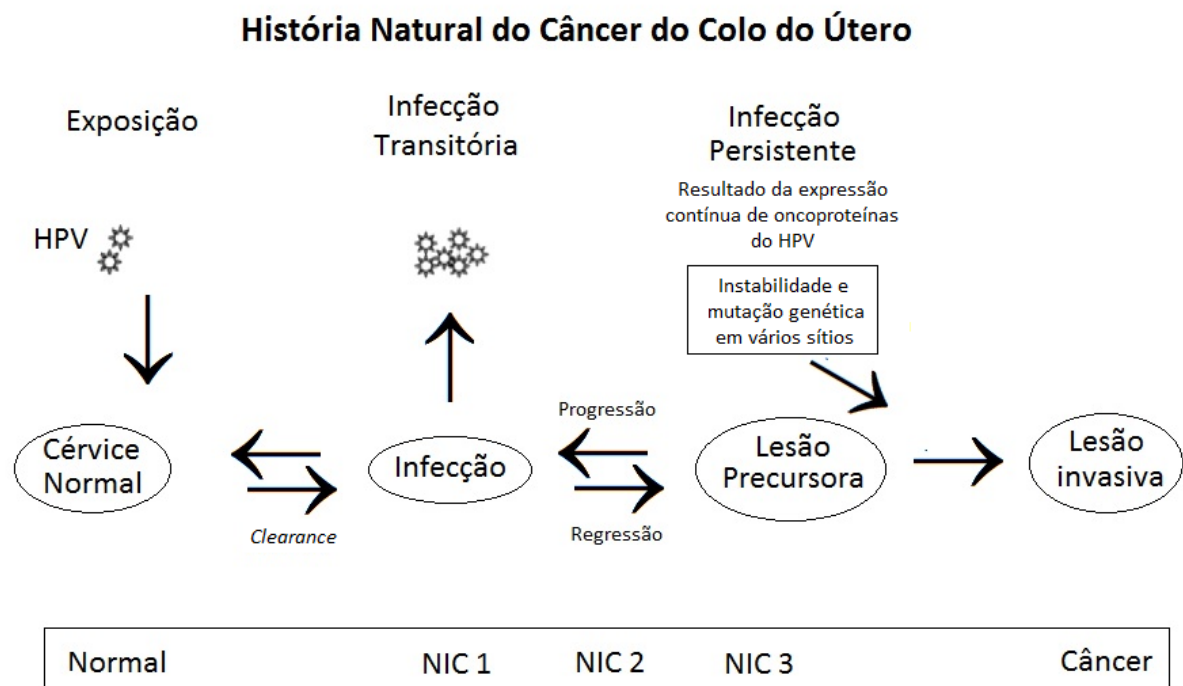 História Natural do Câncer do Colo do Útero
Exposição
Infecção
Transitória
Infecção
Persistente
Resultado da expressão
contínua de oncoproteínas
do HPV
HPV
Instabilidade e
mutação genética
em vários sítios
Progressão
Cérvice
Normal
Infecção
Lesão
Precursora
Lesão
invasiva
Clearance
Regressão
Normal
NIC 1
NIC 2
NIC 3
Câncer